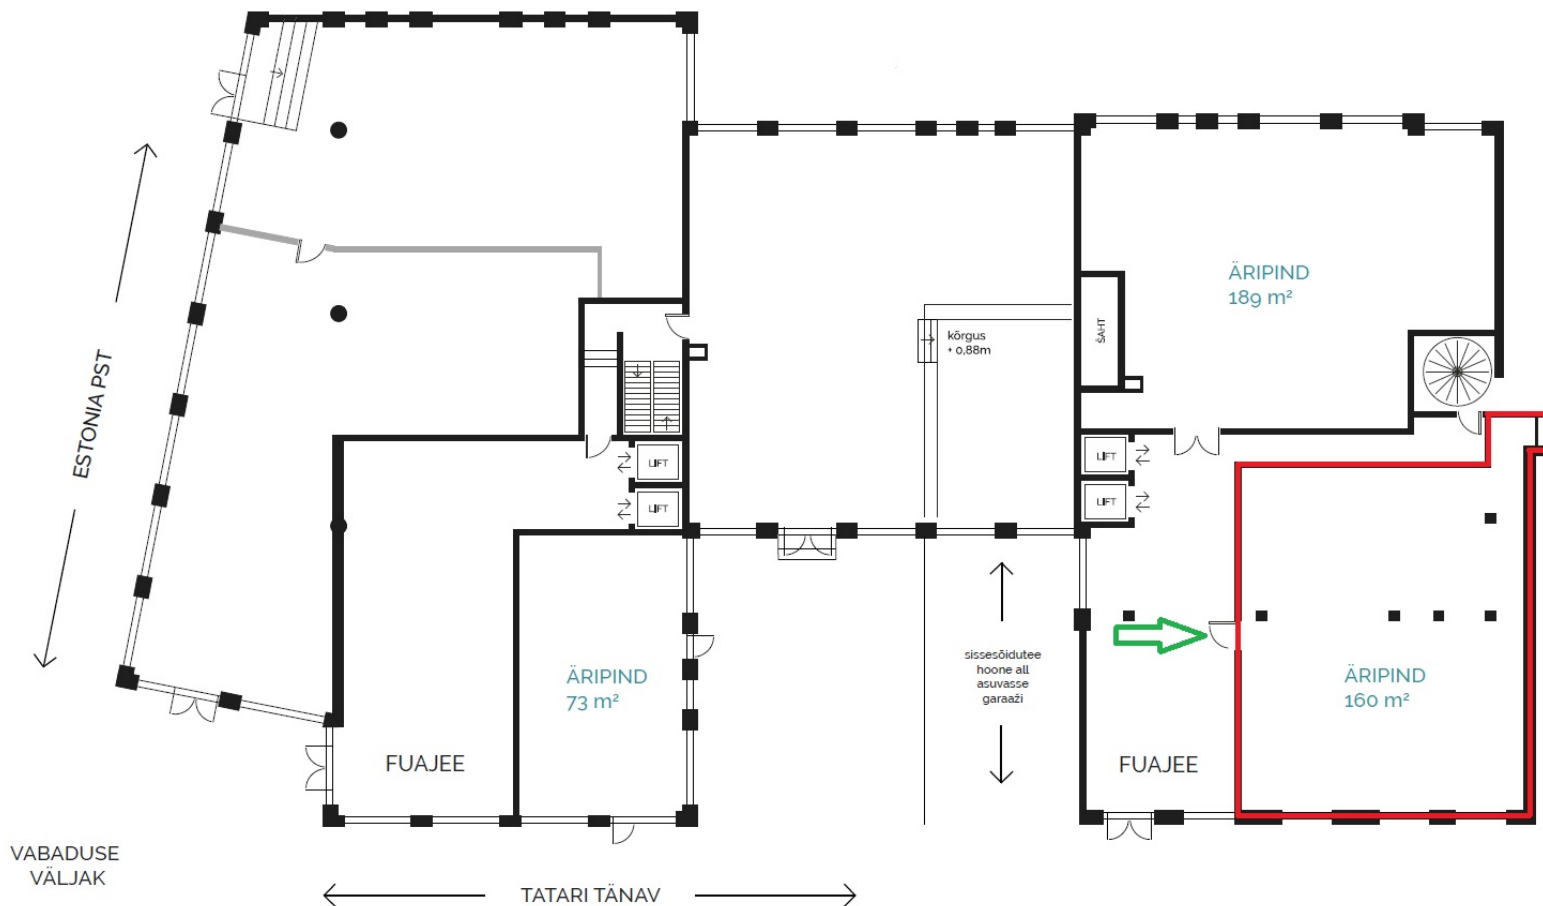 ÄRIPIND
189 m²
ŠAHT
kõrgus
+ 0,88m
ESTONIA PST
LIFT
LIFT
LIFT
LIFT
sissesõidutee
hoone all
asuvasse
garaaži
ÄRIPIND
73 m²
ÄRIPIND
160 m²
FUAJEE
FUAJEE
VABADUSE
VÄLJAK
TATARI TÄNAV